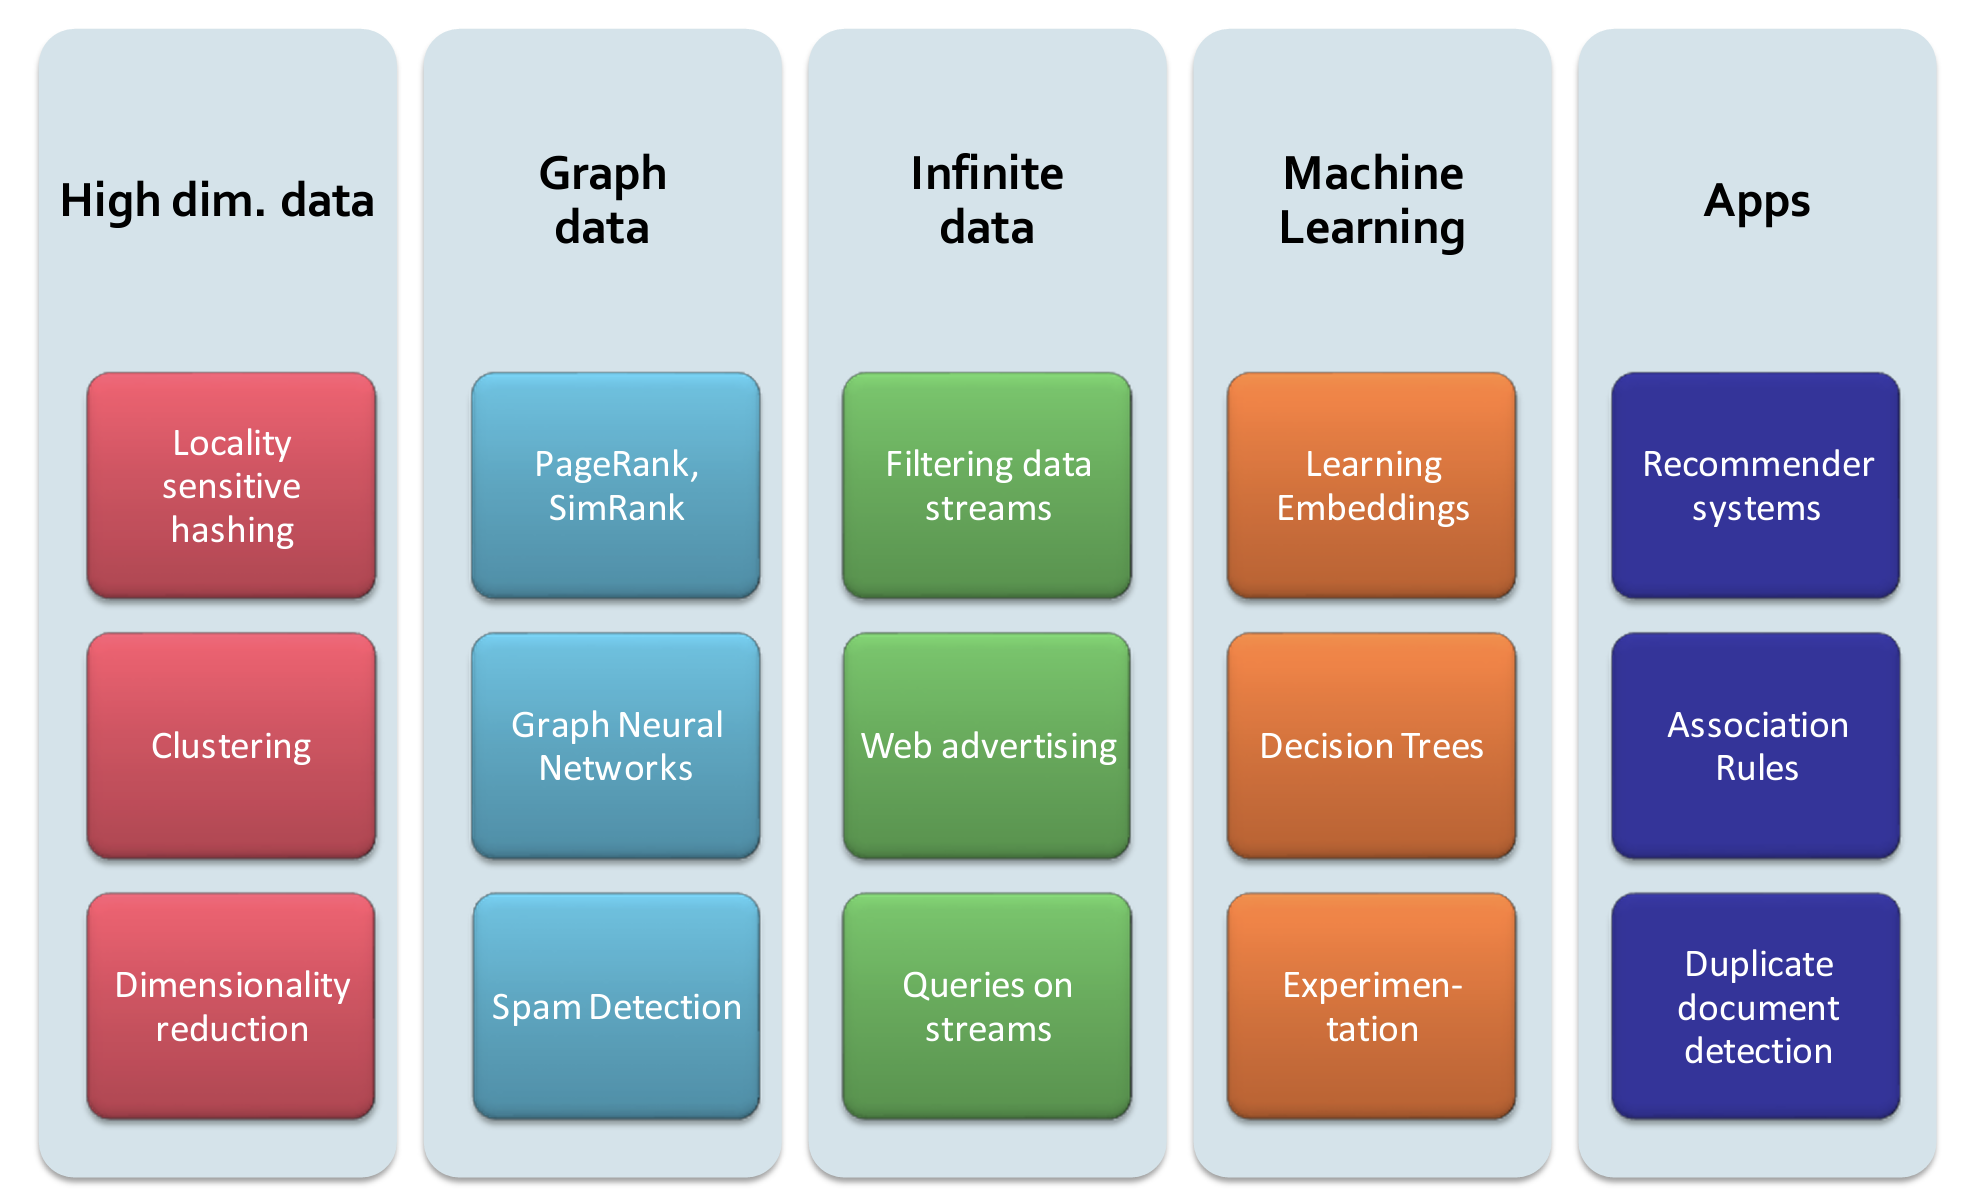 High dim. data
Locality
sensitive
hashing
Clustering
Dimensionality
reduction
Graph
data
PageRank,
SimRank
Graph Neural
Networks
Spam Detection
Infinite
data
Filtering data
streams
Web advertising
Queries on
streams
Machine
Learning
Learning
Embeddings
Decision Trees
Experimen-
tation
Apps
Recommender
systems
Association
Rules
Duplicate
document
detection